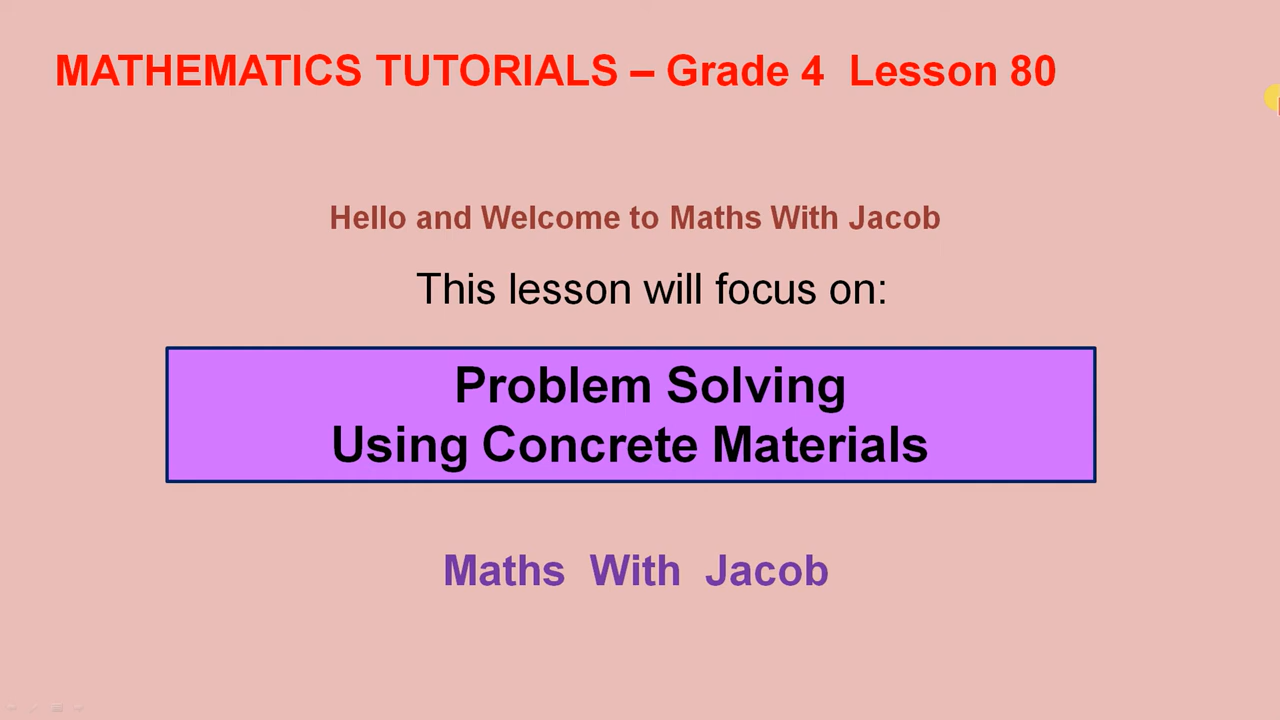 MATHEMATICS TUTORIALS – Grade 4 Lesson 80
Hello and Welcome to Maths With Jacob
This lesson will focus on:
Problem Solving
Using Concrete Materials
Maths With Jacob